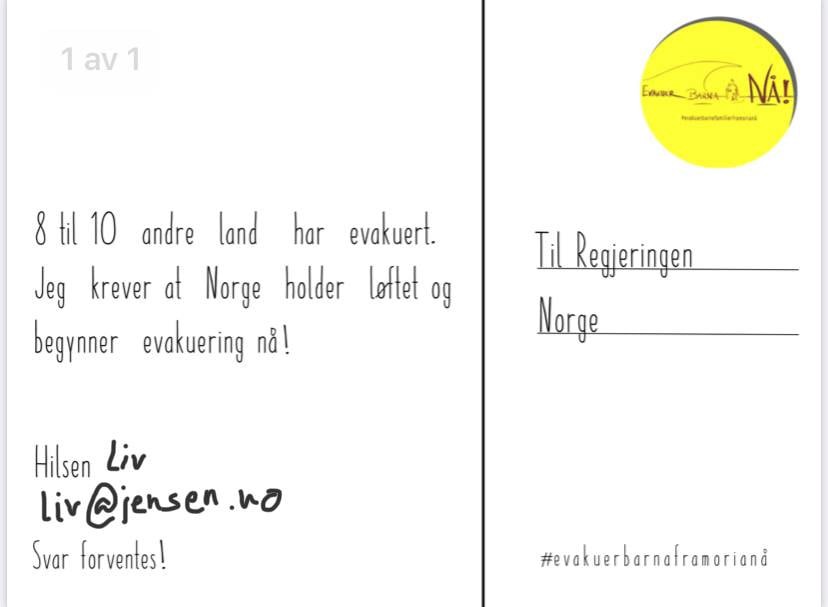 1 av 1
8 til 10 andre land har evakuert.
Jeg krever at Norge holder løftet og
begynner evakuering nå!
Hilsen Liv
liv@jensen.no
Svar forventes!
EVAKUER BARNA NÅ!
#evakuerbarnefamilierframorianå
Til Regjeringen
Norge
#evakuerbarnaframorianå